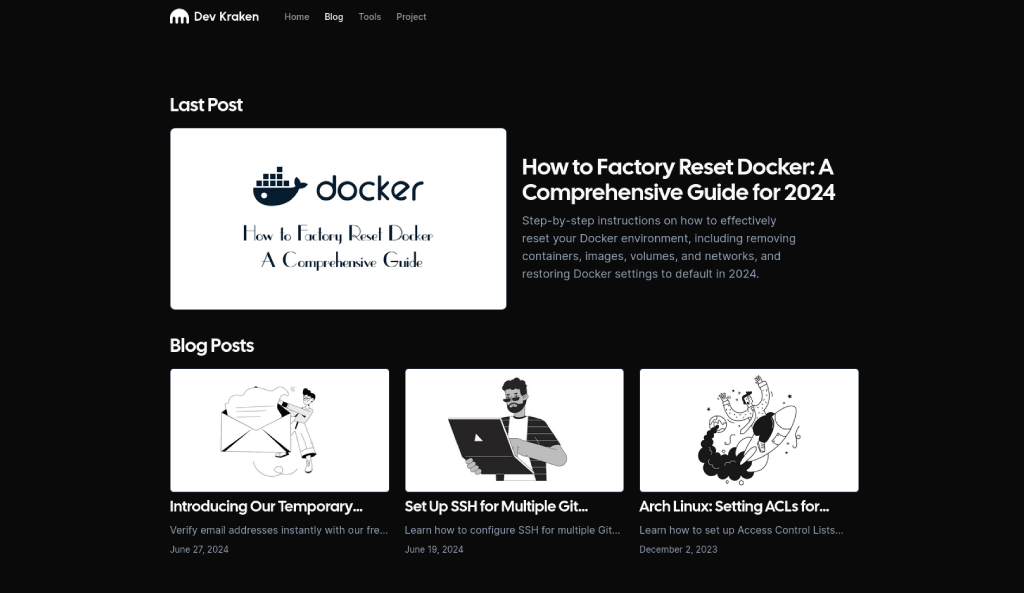 Dev Kraken
Home
Blog
Tools
Project
Last Post
docker
How to Factory Reset Docker
A Comprehensive Guide
How to Factory Reset Docker: A
Comprehensive Guide for 2024
Step-by-step instructions on how to effectively
reset your Docker environment, including removing
containers, images, volumes, and networks, and
restoring Docker settings to default in 2024.
Blog Posts
Introducing Our Temporary...
Verify email addresses instantly with our fre...
June 27, 2024
Set Up SSH for Multiple Git...
Learn how to configure SSH for multiple Git...
June 19, 2024
Arch Linux: Setting ACLs for...
Learn how to set up Access Control Lists...
December 2, 2023